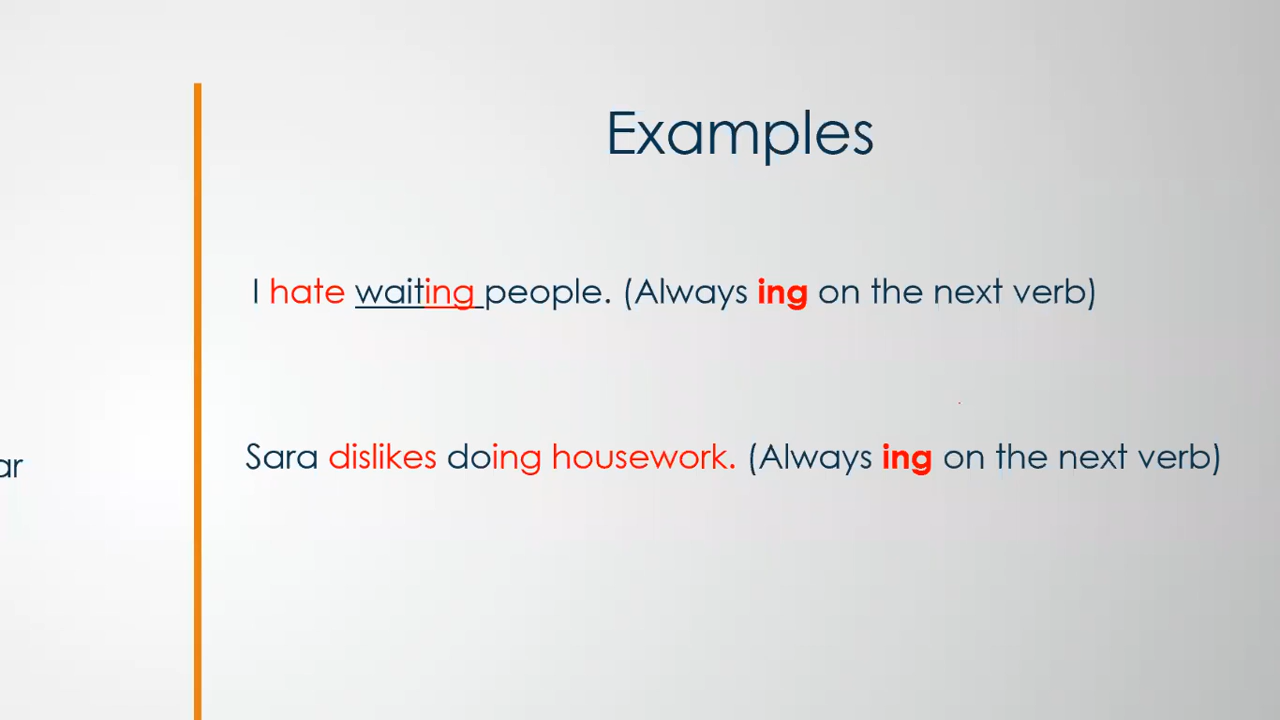 Examples
I hate waiting people. (Always ing on the next verb)
ar
Sara dislikes doing housework. (Always ing on the next verb)